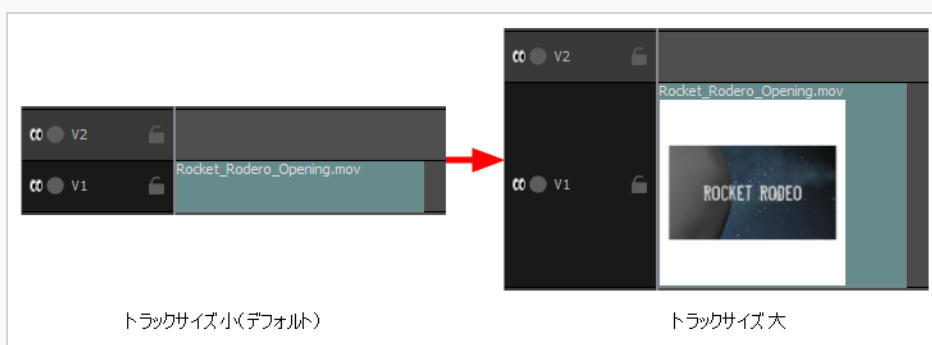 V2
V1
Rocket_Rodero_Opening.mov
トラックサイズ 小(デフォルト)
V2
Rocket_Rodero_Opening.mov
V1
ROCKET RODEO
トラックサイズ 大